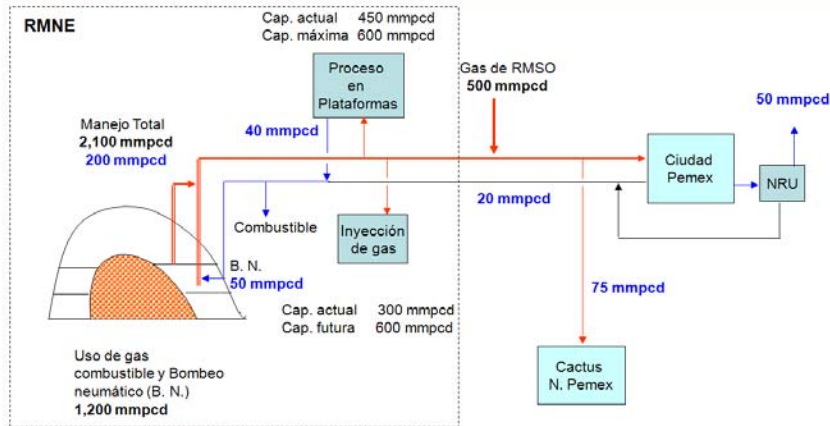 RMNE
Cap. actual 450 mmpcd
Cap. máxima 600 mmpcd
Proceso
en
Plataformas
Gas de RMSO
500 mmpcd
50 mmpcd
Manejo Total
2,100 mmpcd
200 mmpcd
40 mmpcd
Ciudad
Pemex
NRU
20 mmpcd
Combustible
Inyección
de gas
B. N.
50 mmpcd
75 mmpcd
Cap. actual 300 mmpcd
Cap. futura 600 mmpcd
Uso de gas
combustible y Bombeo
neumático (B. N.)
1,200 mmpcd
Cactus
N. Pemex